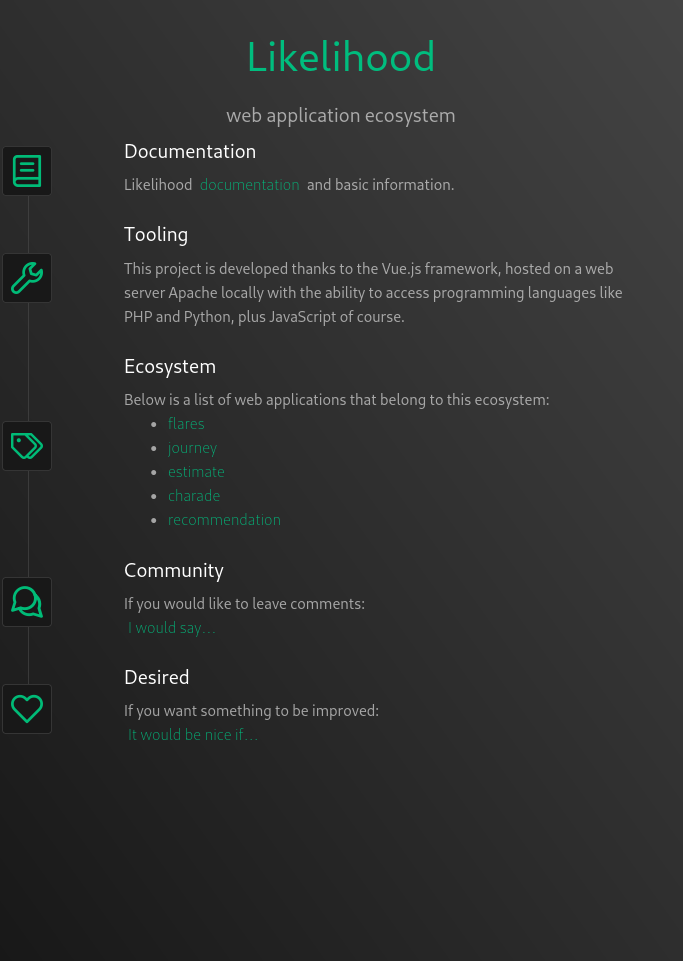 Likelihood
web application ecosystem
Documentation
Likelihood documentation and basic information.
Tooling
This project is developed thanks to the Vue.js framework, hosted on a web
server Apache locally with the ability to access programming languages like
PHP and Python, plus JavaScript of course.
Ecosystem
Below is a list of web applications that belong to this ecosystem:
• flares
• journey
• estimate
• charade
• recommendation
Community
If you would like to leave comments:
I would say...
Desired
If you want something to be improved:
It would be nice if...